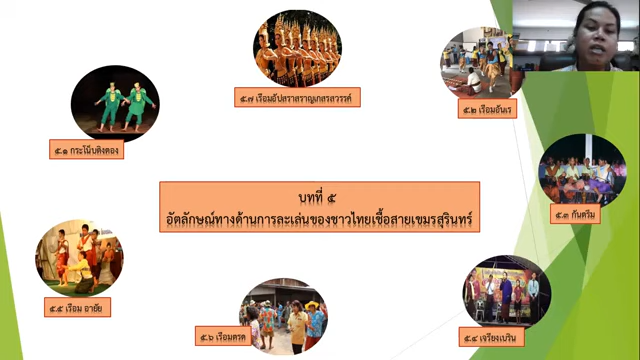 ๕.๗ เรือมอัปสราสราญเกสรสวรรค์
๕.๒ เรือมอันเร
๕.๑ กระโน็บติงตอง
บทที่ ๕
อัตลักษณ์ทางด้านการละเล่นของชาวไทยเชื้อสายเขมรสุรินทร์
๕.๓ กันตรึม
๕.๕ เรือม อายัย
๕.๖ เรือมตรด
๕.๔ เจรียงเบริน